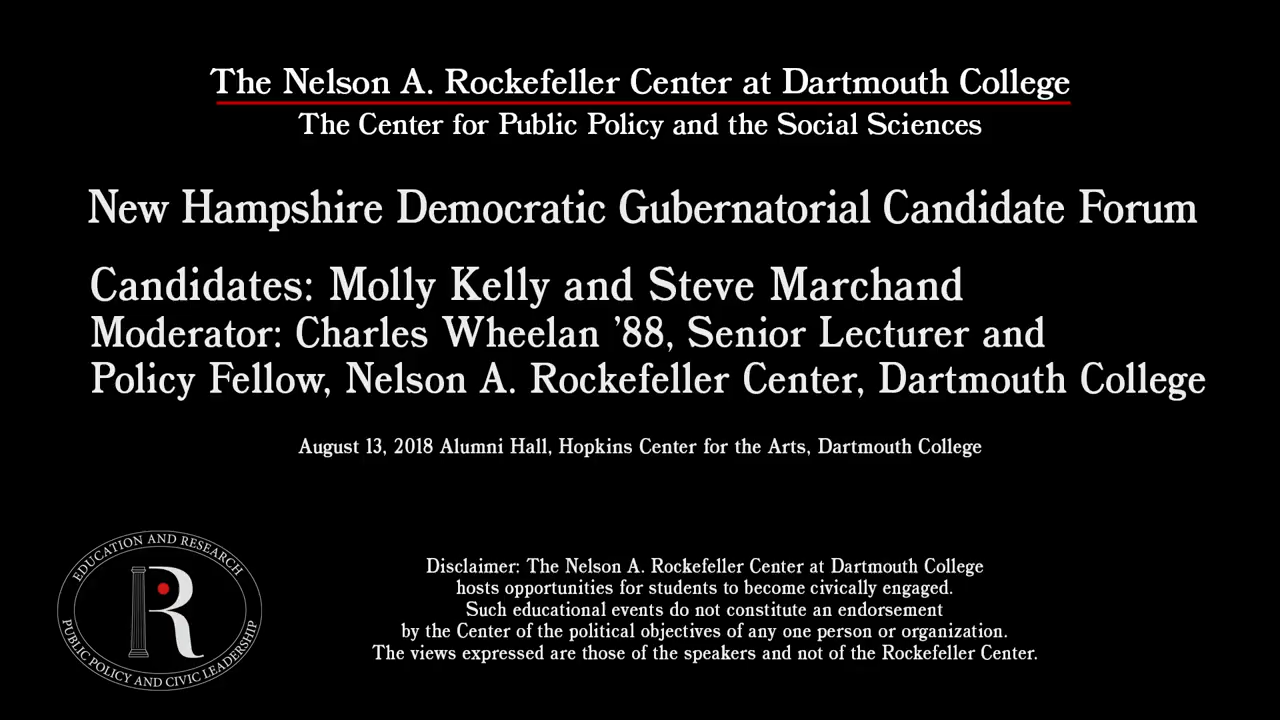 The Nelson A. Rockefeller Center at Dartmouth College
The Center for Public Policy and the Social Sciences
New Hampshire Democratic Gubernatorial Candidate Forum
Candidates: Molly Kelly and Steve Marchand
Moderator: Charles Wheelan ’88, Senior Lecturer and
Policy Fellow, Nelson A. Rockefeller Center, Dartmouth College
August 13, 2018 Alumni Hall, Hopkins Center for the Arts, Dartmouth College
EDUCATION AND RESEARCH
R
PUBLIC POLICY AND CIVIC LEADERSHIP
Disclaimer: The Nelson A. Rockefeller Center at Dartmouth College
hosts opportunities for students to become civically engaged.
Such educational events do not constitute an endorsement
by the Center of the political objectives of any one person or organization.
The views expressed are those of the speakers and not of the Rockefeller Center.